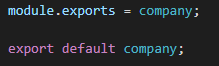 module.exports = company;
export default company;